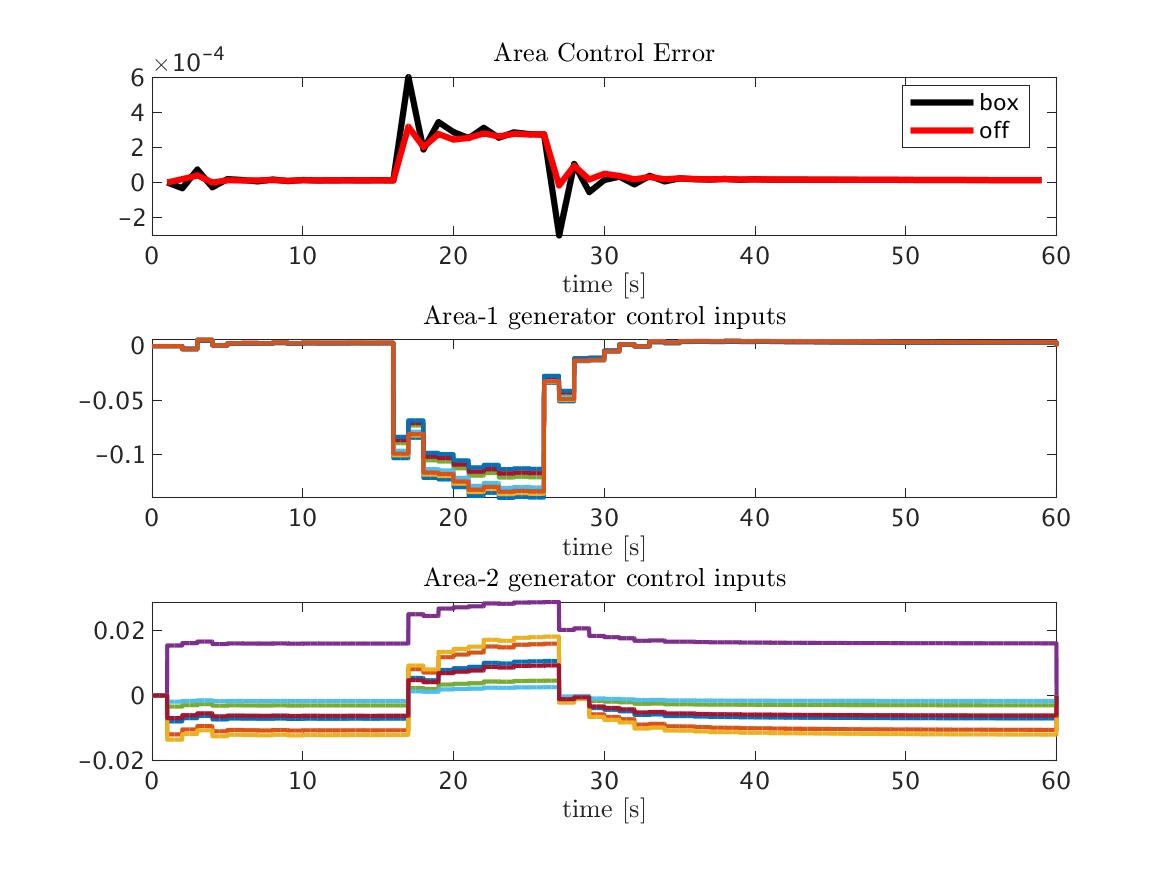 Area Control Error
×10⁻⁴
6
4
2
0
−2
box
off
0 10 20 30 40 50 60
time [s]
Area-1 generator control inputs
0
−0.05
−0.1
0 10 20 30 40 50 60
time [s]
Area-2 generator control inputs
0.02
0
−0.02
0 10 20 30 40 50 60
time [s]